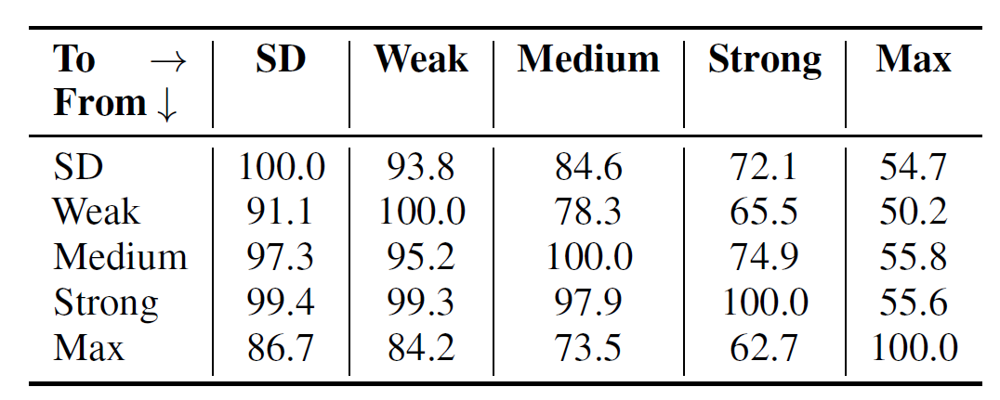 To → SD Weak Medium Strong Max
From ↓
SD 100.0 93.8 84.6 72.1 54.7
Weak 91.1 100.0 78.3 65.5 50.2
Medium 97.3 95.2 100.0 74.9 55.8
Strong 99.4 99.3 97.9 100.0 55.6
Max 86.7 84.2 73.5 62.7 100.0